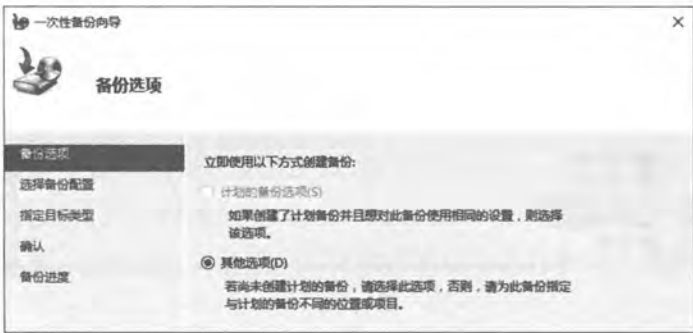 一次性备份向导
备份选项
备份选项
选择备份配置
指定目标类型
确认
备份进度
立即使用以下方式创建备份:
计划的备份选项(S)
如果创建了计划备份并且想对此备份使用相同的设置，则选择
该选项。
其他选项(D)
若尚未创建计划的备份，请选择此选项，否则，请为此备份指定
与计划的备份不同的位置或项目。